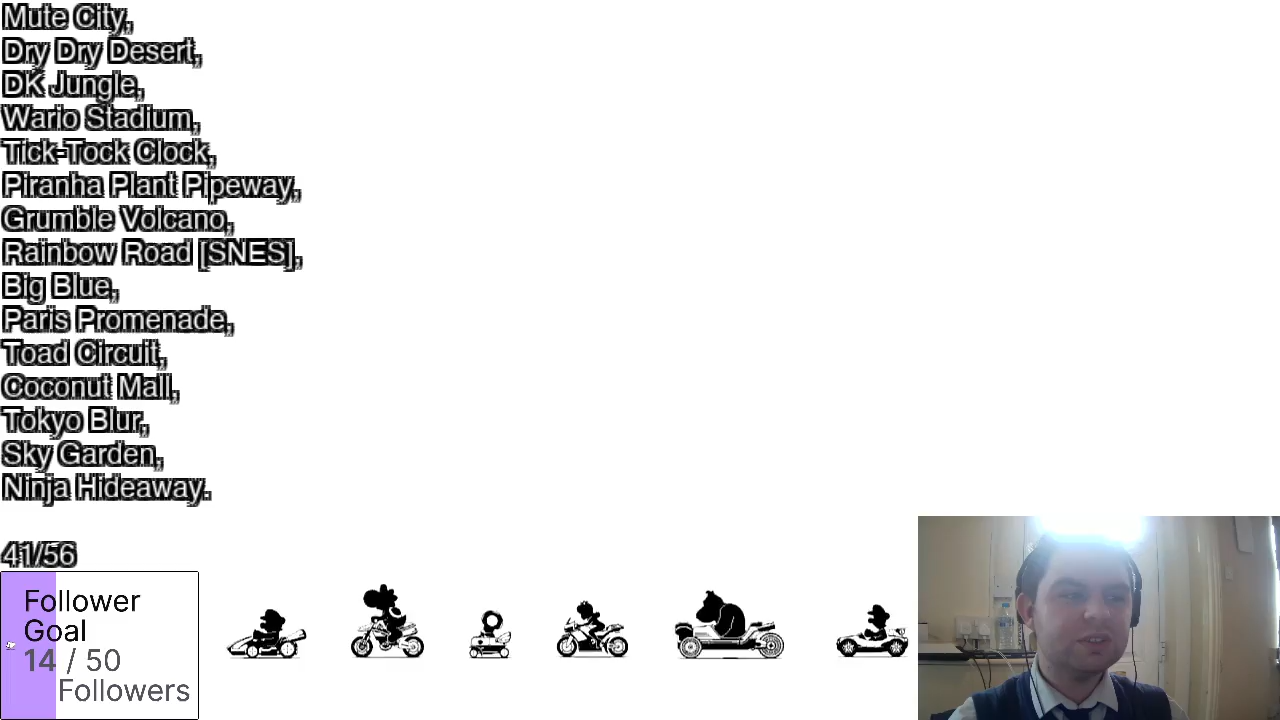 Mute City,
Dry Dry Desert,
DK Jungle,
Wario Stadium,
Tick-Tock Clock,
Piranha Plant Pipeway,
Grumble Volcano,
Rainbow Road [SNES],
Big Blue,
Paris Promenade,
Toad Circuit,
Coconut Mall,
Tokyo Blur,
Sky Garden,
Ninja Hideaway.
41/56
Follower
Goal
14 / 50
Followers